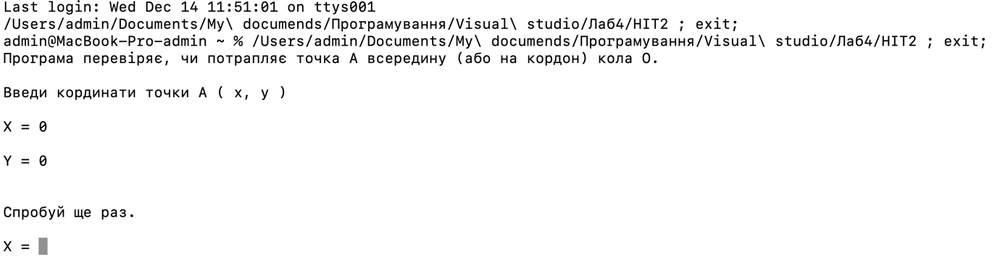 Last login: Wed Dec 14 11:51:01 on ttys001
/Users/admin/Documents/My\ documends/Програмування/Visual\ studio/Лаб4/HIT2 ; exit;
admin@MacBook-Pro-admin ~ % /Users/admin/Documents/My\ documends/Програмування/Visual\ studio/Лаб4/HIT2 ; exit;
Програма перевіряє, чи потрапляє точка А всередину (або на кордон) кола О.
Введи кординати точки А ( x, y )
X = 0
Y = 0
Спробуй ще раз.
X =